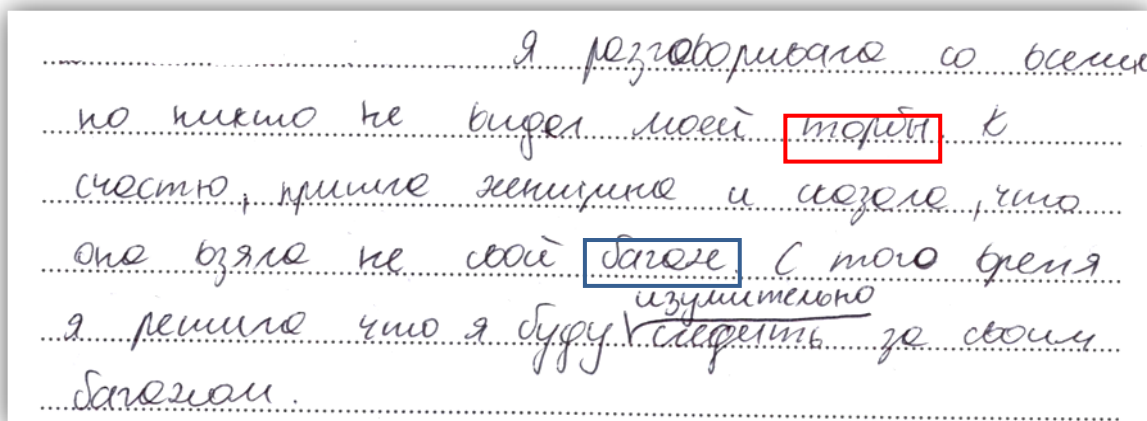 Я разговоривала со всеми
но никто не видел моей торбы. К
счастю, пришла женщина и сказала, что
она взяла не свой багаж. С того время
изумительно
я решила что я буду следить за своим
багажом.